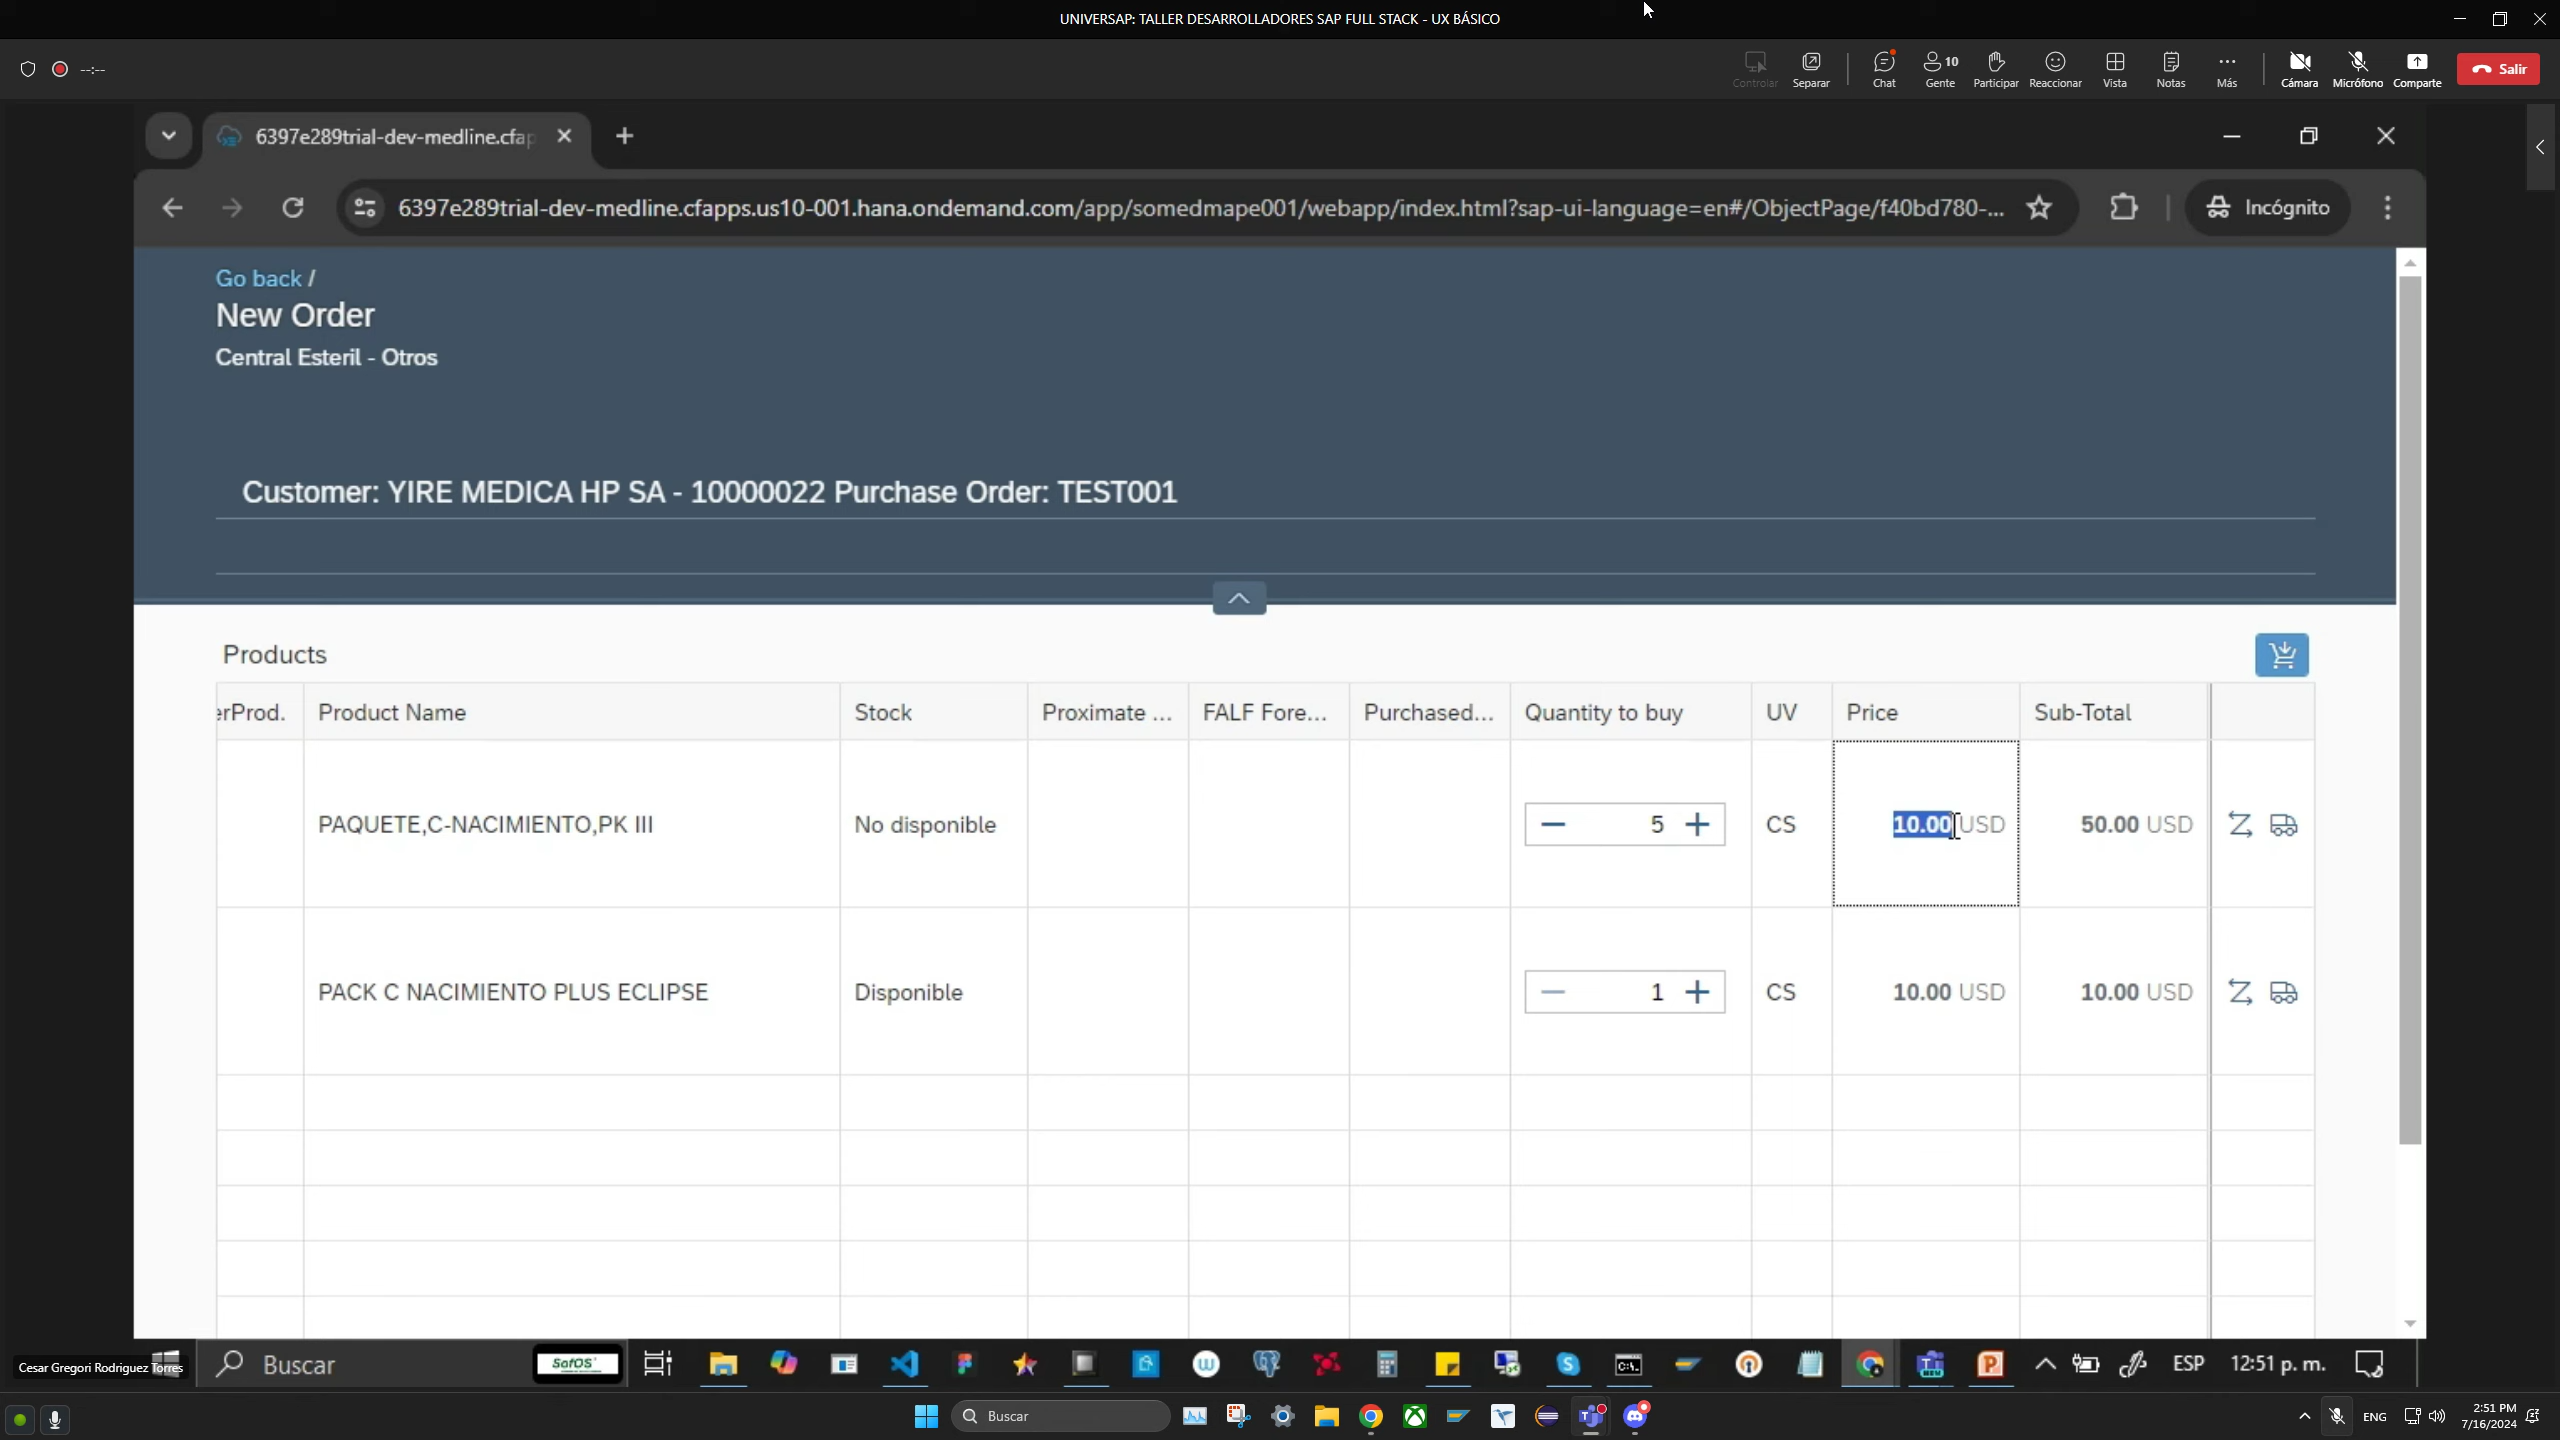 UNIVERSAP: TALLER DESARROLLADORES SAP FULL STACK - UX BÁSICO
--:--
Controlar
Separar
Chat
10
Gente
Participar
Reaccionar
Vista
Notas
Más
Cámara
Micrófono
Comparte
Salir
6397e289trial-dev-medline.cfap
6397e289trial-dev-medline.cfapps.us10-001.hana.ondemand.com/app/somedmape001/webapp/index.html?sap-ui-language=en#/ObjectPage/f40bd780-...
Incógnito
Go back /
New Order
Central Esteril - Otros
Customer: YIRE MEDICA HP SA - 10000022 Purchase Order: TEST001
Products
erProd. Product Name Stock Proximate ... FALF Fore... Purchased... Quantity to buy UV Price Sub-Total
PAQUETE,C-NACIMIENTO,PK III No disponible 5 CS 10.00 USD 50.00 USD
PACK C NACIMIENTO PLUS ECLIPSE Disponible 1 CS 10.00 USD 10.00 USD
Cesar Gregori Rodriguez Torres
Buscar
SafOS
ESP
12:51 p. m.
Buscar
ENG
2:51 PM
7/16/2024